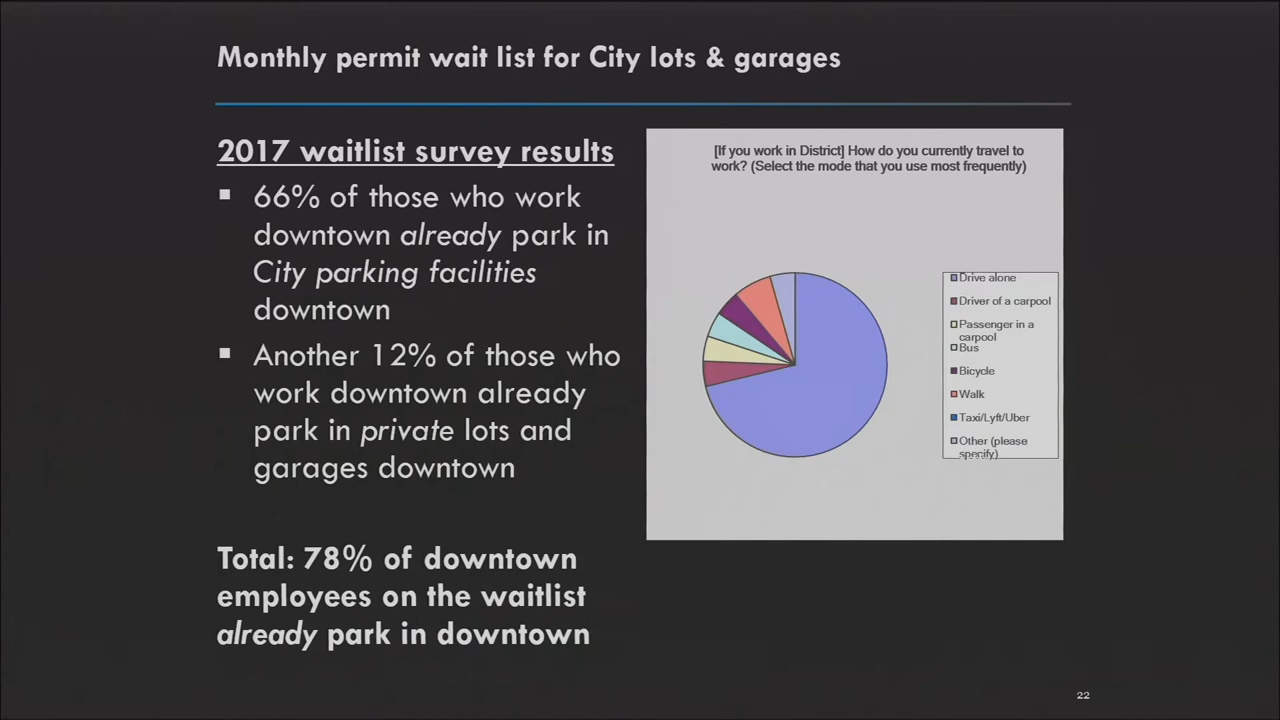 Monthly permit wait list for City lots & garages
2017 waitlist survey results
▪ 66% of those who work
downtown already park in
City parking facilities
downtown
▪ Another 12% of those who
work downtown already
park in private lots and
garages downtown
Total: 78% of downtown
employees on the waitlist
already park in downtown
[If you work in District] How do you currently travel to
work? (Select the mode that you use most frequently)
Drive alone
Driver of a carpool
Passenger in a
carpool
Bus
Bicycle
Walk
Taxi/Lyft/Uber
Other (please
specify)
22